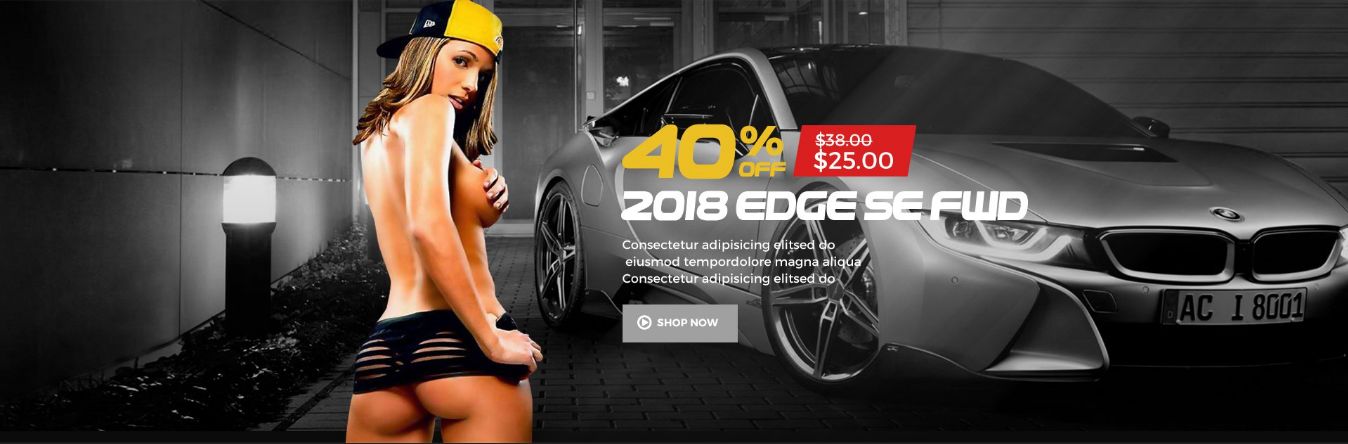 40%
OFF
$38.00
$25.00
2018 EDGE SE FWD
Consectetur adipisicing elitsed do
eiusmod tempordolore magna aliqua
Consectetur adipisicing elitsed do
SHOP NOW
AC I 8001